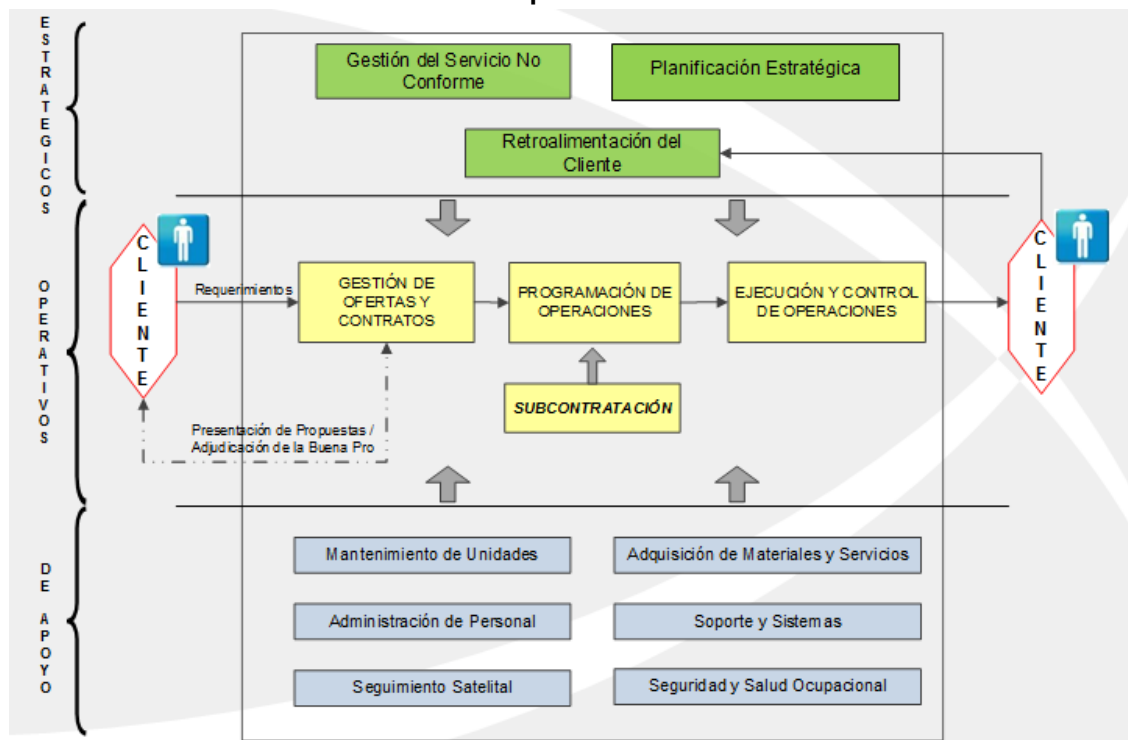 ESTRATEGICOS
Gestión del Servicio No
Conforme
Planificación Estratégica
Retroalimentación del
Cliente
OPERATIVOS
CLIENTE
Requerimientos
GESTIÓN DE
OFERTAS Y
CONTRATOS
PROGRAMACIÓN DE
OPERACIONES
EJECUCIÓN Y CONTROL
DE OPERACIONES
CLIENTE
SUBCONTRATACIÓN
Presentación de Propuestas /
Adjudicación de la Buena Pro
DE APOYO
Mantenimiento de Unidades
Adquisición de Materiales y Servicios
Administración de Personal
Soporte y Sistemas
Seguimiento Satelital
Seguridad y Salud Ocupacional